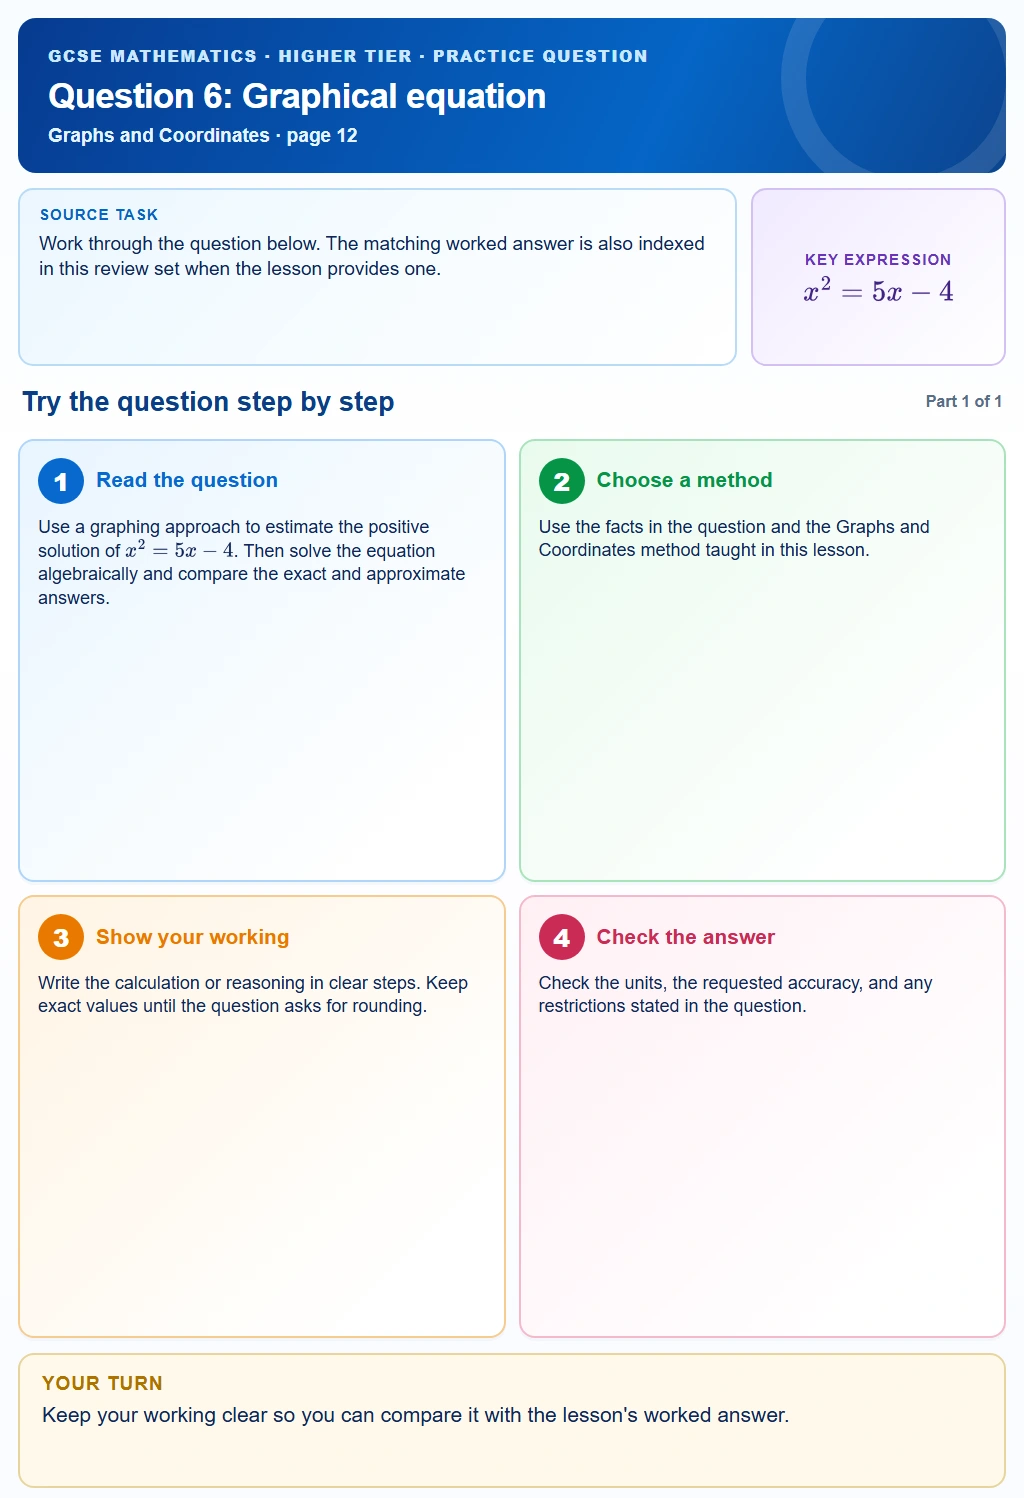 GCSE MATHEMATICS · HIGHER TIER · PRACTICE QUESTION
Question 6: Graphical equation
Graphs and Coordinates · page 12
SOURCE TASK
Work through the question below. The matching worked answer is also indexed
in this review set when the lesson provides one.
KEY EXPRESSION
x² = 5x − 4
Try the question step by step
Part 1 of 1
1 Read the question
Use a graphing approach to estimate the positive
solution of x² = 5x − 4. Then solve the equation
algebraically and compare the exact and approximate
answers.
2 Choose a method
Use the facts in the question and the Graphs and
Coordinates method taught in this lesson.
3 Show your working
Write the calculation or reasoning in clear steps. Keep
exact values until the question asks for rounding.
4 Check the answer
Check the units, the requested accuracy, and any
restrictions stated in the question.
YOUR TURN
Keep your working clear so you can compare it with the lesson's worked answer.